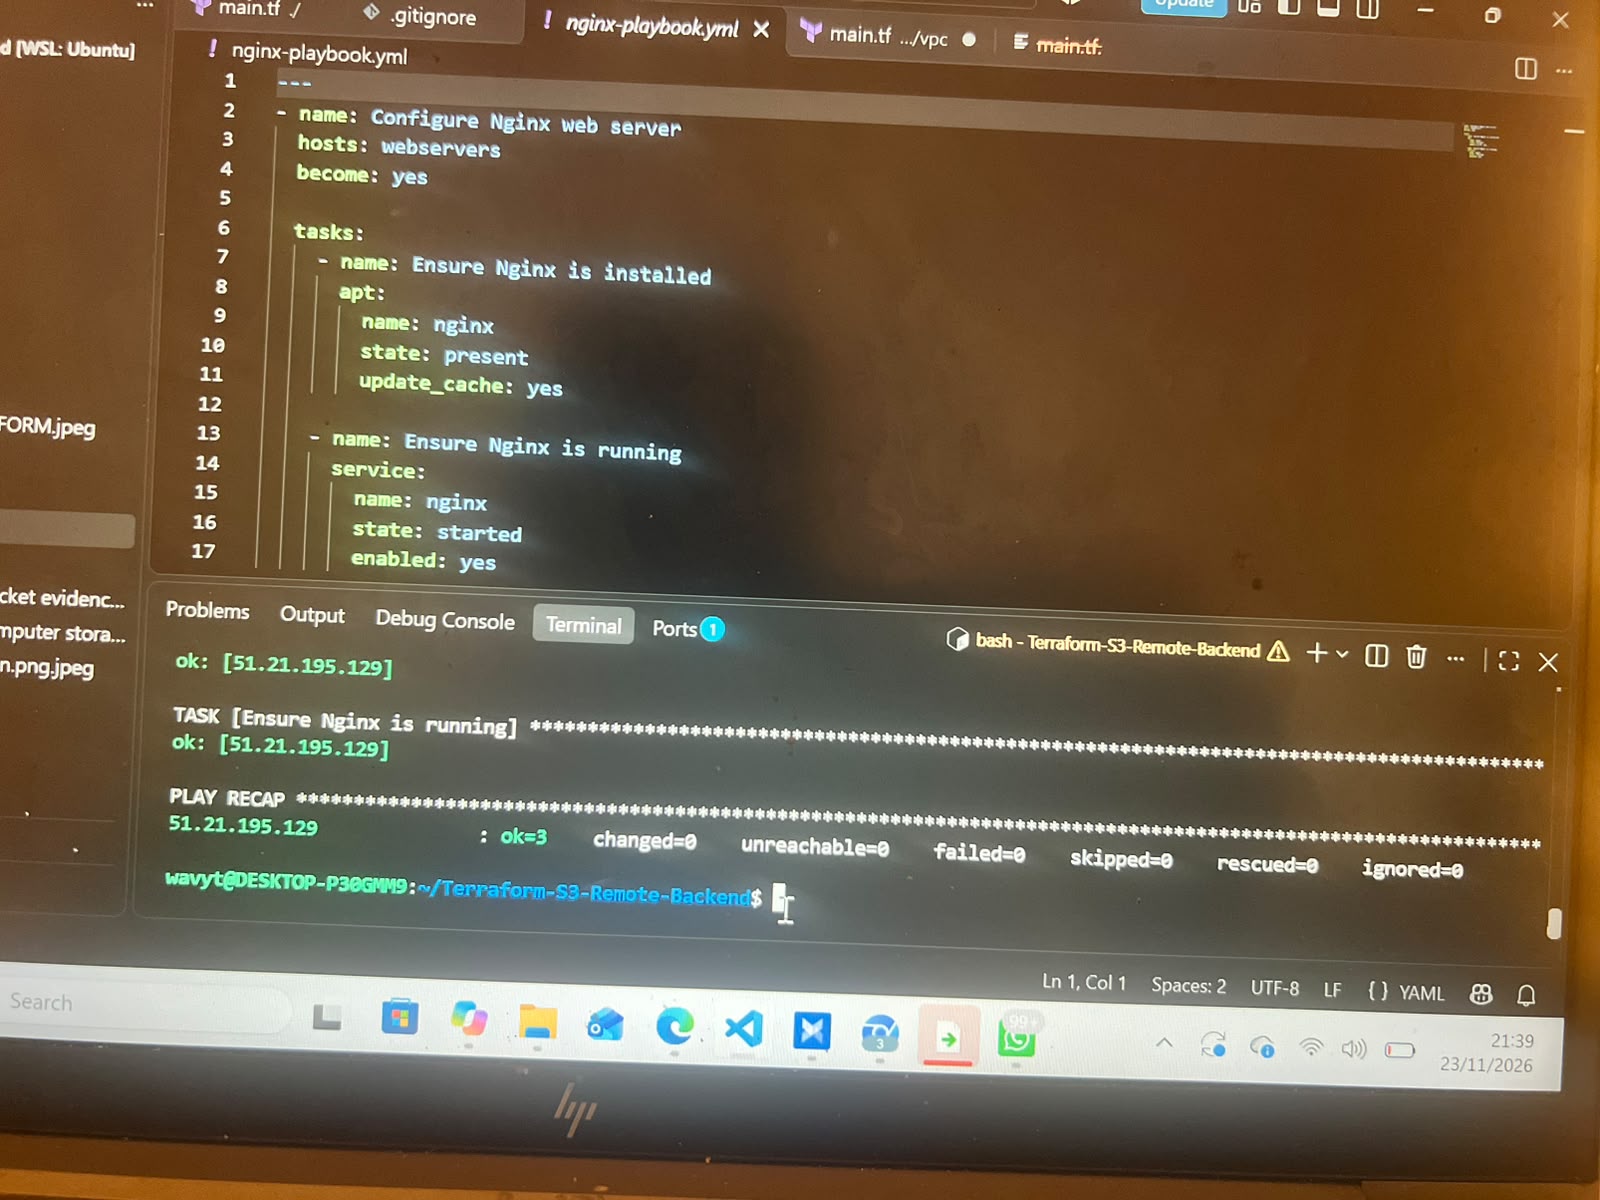 main.tf ./
.gitignore
! nginx-playbook.yml
main.tf .../vpc
main.tf.
Update
d [WSL: Ubuntu]
! nginx-playbook.yml
1 ---
2 - name: Configure Nginx web server
3 hosts: webservers
4 become: yes
5
6 tasks:
7 - name: Ensure Nginx is installed
8 apt:
9 name: nginx
10 state: present
11 update_cache: yes
12
13 - name: Ensure Nginx is running
14 service:
15 name: nginx
16 state: started
17 enabled: yes
FORM.jpeg
cket evidenc...
mputer stora...
n.png.jpeg
Problems Output Debug Console Terminal Ports 1
bash - Terraform-S3-Remote-Backend
ok: [51.21.195.129]
TASK [Ensure Nginx is running] ****************************************************************************************
ok: [51.21.195.129]
PLAY RECAP ************************************************************************************************************
51.21.195.129 : ok=3 changed=0 unreachable=0 failed=0 skipped=0 rescued=0 ignored=0
wavyt@DESKTOP-P30GMM9:~/Terraform-S3-Remote-Backend$
Ln 1, Col 1 Spaces: 2 UTF-8 LF { } YAML
Search
3
99+
21:39
23/11/2026
hp